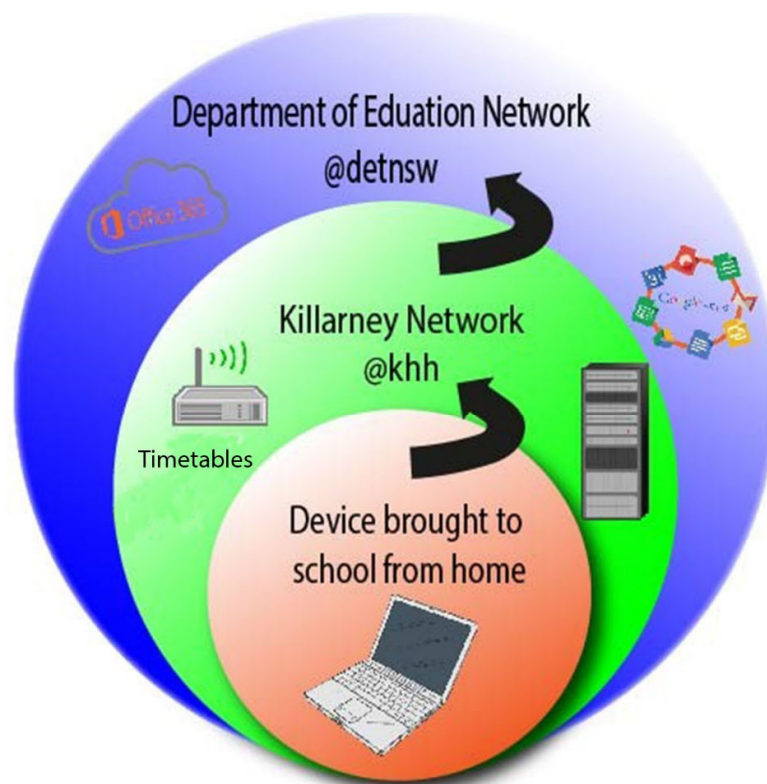 Department of Eduation Network
@detnsw
Office 365
Killarney Network
@khh
Timetables
Device brought to
school from home